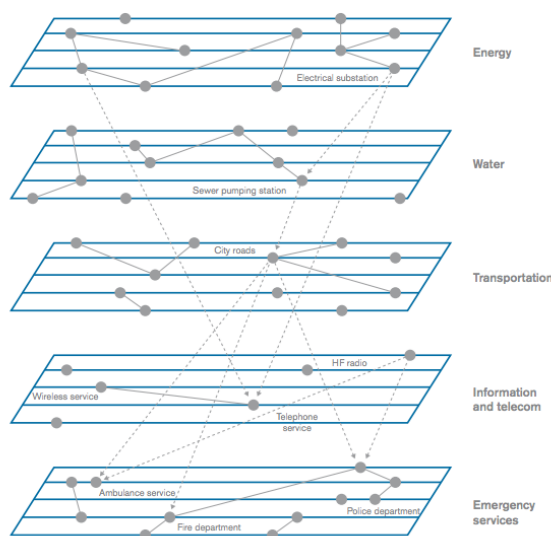 Energy
Electrical substation
Water
Sewer pumping station
City roads
Transportation
HF radio
Wireless service
Information
and telecom
Telephone
service
Ambulance service
Police department
Emergency
services
Fire department